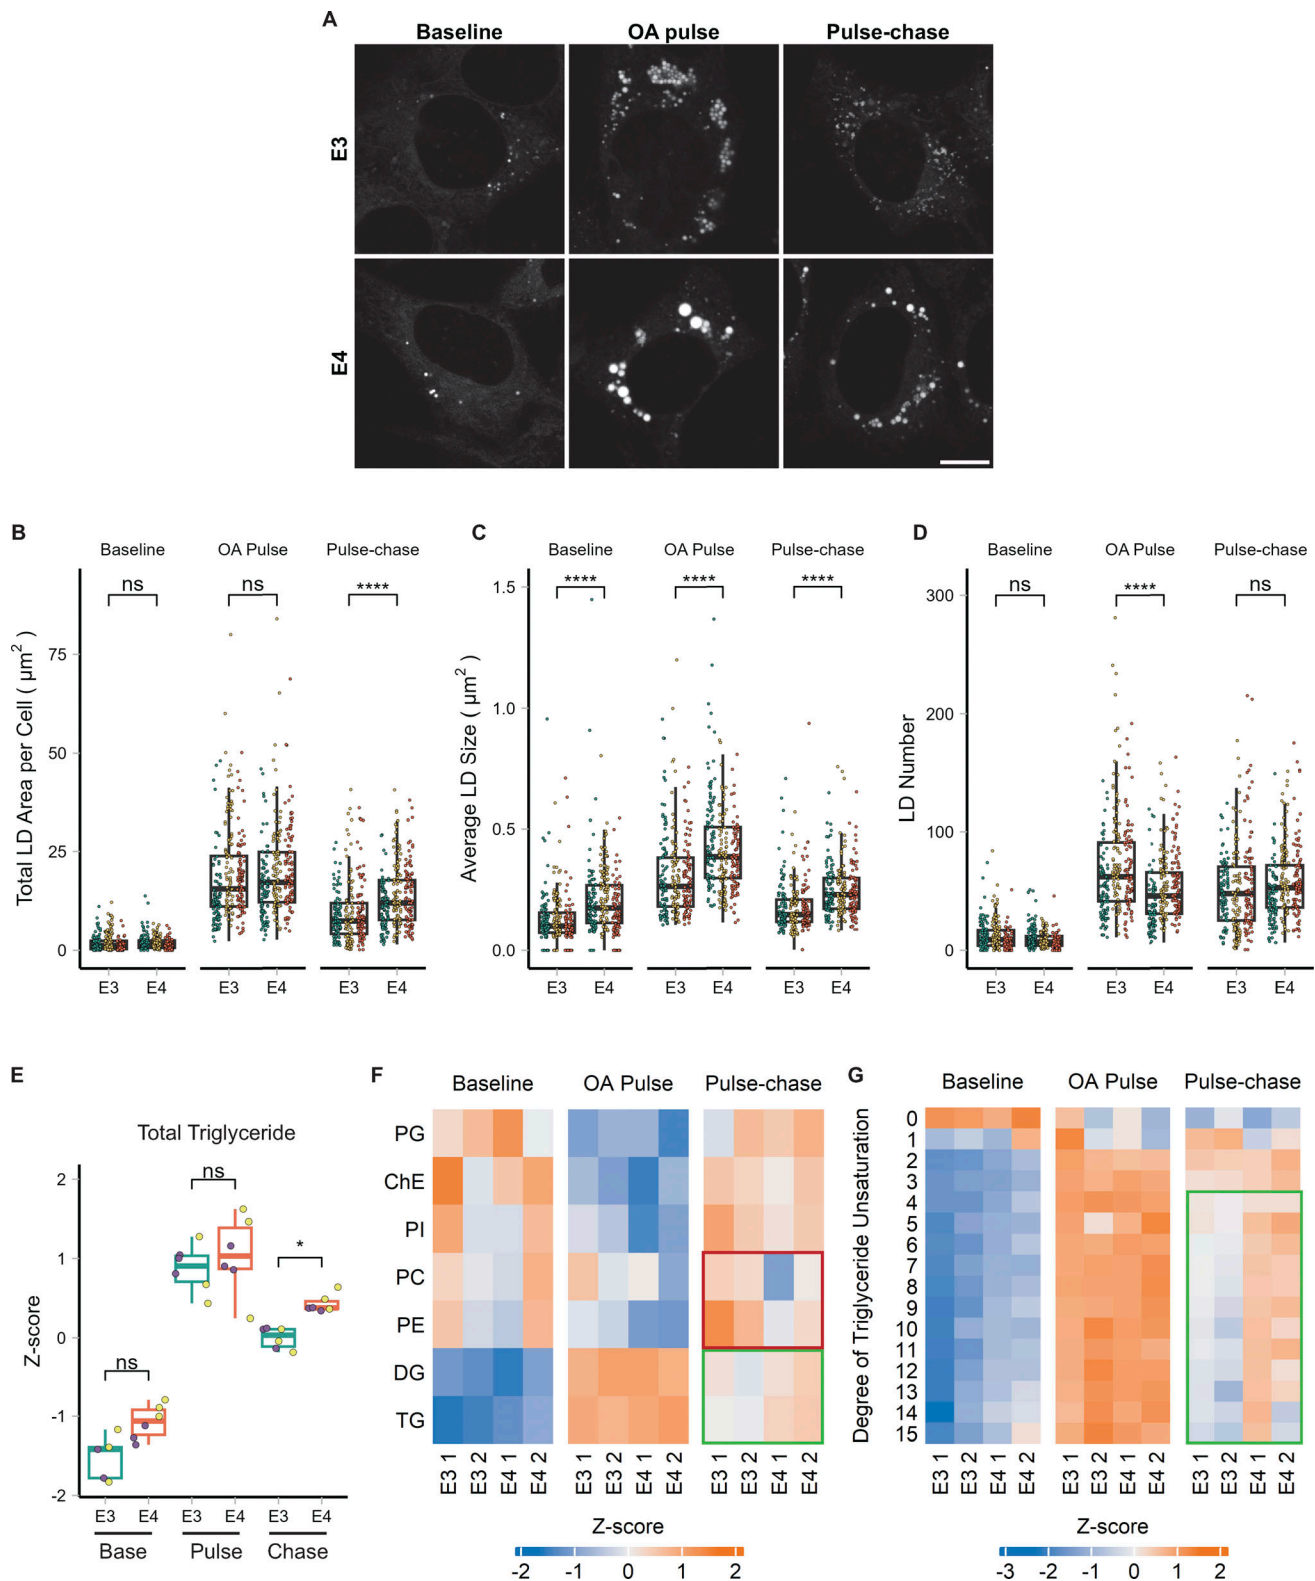 A
Baseline OA pulse Pulse-chase
E3
E4
B
Baseline OA Pulse Pulse-chase
ns ns ****
Total LD Area per Cell ( µm2 )
75
50
25
0
E3 E4 E3 E4 E3 E4
C
Baseline OA Pulse Pulse-chase
**** **** ****
Average LD Size ( µm2 )
1.5
1.0
0.5
0.0
E3 E4 E3 E4 E3 E4
D
Baseline OA Pulse Pulse-chase
ns **** ns
LD Number
300
200
100
0
E3 E4 E3 E4 E3 E4
E
Total Triglyceride
ns
ns
*
Z-score
2
1
0
-1
-2
E3 E4 E3 E4 E3 E4
Base Pulse Chase
F
Baseline OA Pulse Pulse-chase
PG
ChE
PI
PC
PE
DG
TG
E3 1 E3 2 E4 1 E4 2 E3 1 E3 2 E4 1 E4 2 E3 1 E3 2 E4 1 E4 2
Z-score
-2 -1 0 1 2
G
Baseline OA Pulse Pulse-chase
Degree of Triglyceride Unsaturation
0
1
2
3
4
5
6
7
8
9
10
11
12
13
14
15
E3 1 E3 2 E4 1 E4 2 E3 1 E3 2 E4 1 E4 2 E3 1 E3 2 E4 1 E4 2
Z-score
-3 -2 -1 0 1 2